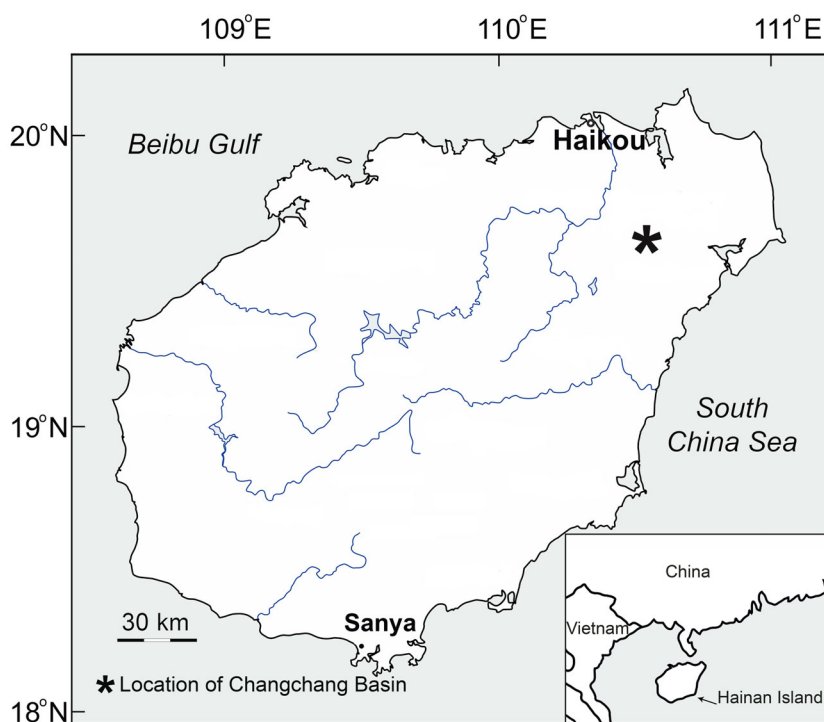 109°E
110°E
111°E
20°N
Beibu Gulf
Haikou
19°N
South
China Sea
China
Vietnam
30 km
Sanya
* Location of Changchang Basin
Hainan Island
18°N